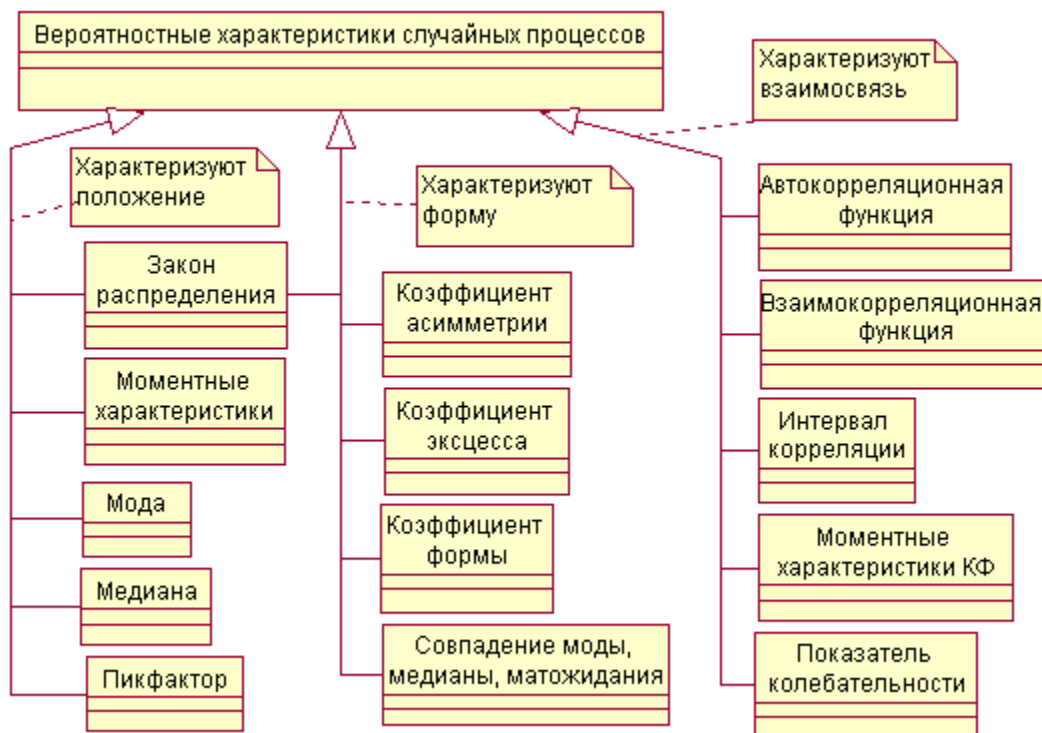 Вероятностные характеристики случайных процессов
Характеризуют
взаимосвязь
Характеризуют
положение
Характеризуют
форму
Закон
распределения
Моментные
характеристики
Мода
Медиана
Пикфактор
Коэффициент
асимметрии
Коэффициент
эксцесса
Коэффициент
формы
Совпадение моды,
медианы, матожидания
Автокорреляционная
функция
Взаимокорреляционная
функция
Интервал
корреляции
Моментные
характеристики КФ
Показатель
колебательности